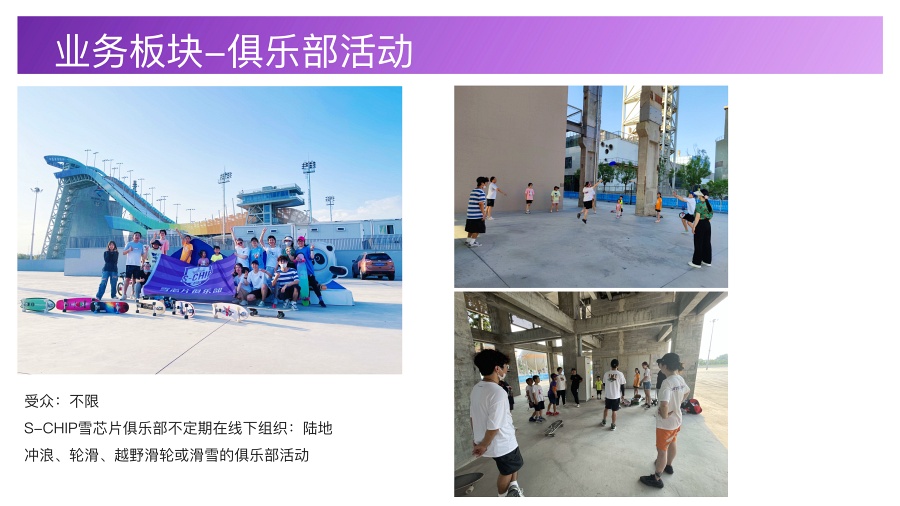 业务板块-俱乐部活动
S-CHIP
雪芯片俱乐部
受众：不限
S-CHIP雪芯片俱乐部不定期在线下组织：陆地
冲浪、轮滑、越野滑轮或滑雪的俱乐部活动